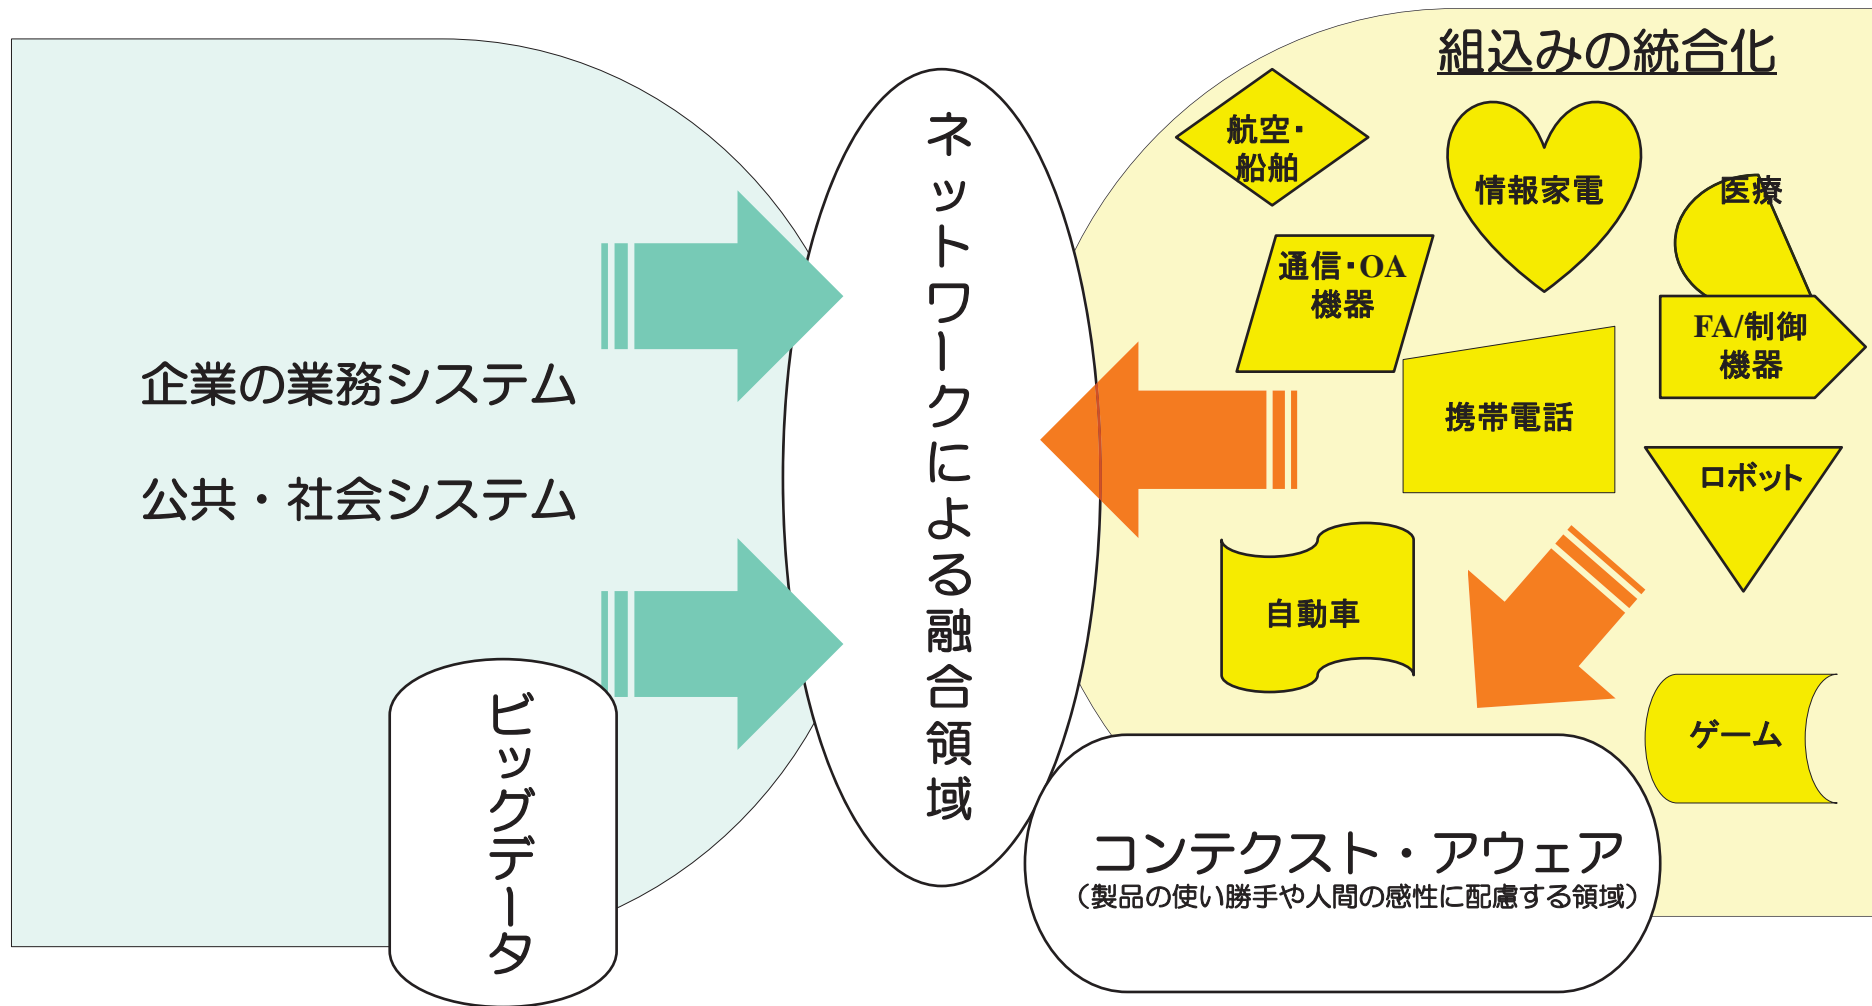 企業の業務システム
公共・社会システム
ビッグデータ
ネットワークによる融合領域
組込みの統合化
航空・
船舶
情報家電
医療
通信・OA
機器
FA/制御
機器
携帯電話
ロボット
自動車
ゲーム
コンテクスト・アウェア
（製品の使い勝手や人間の感性に配慮する領域）